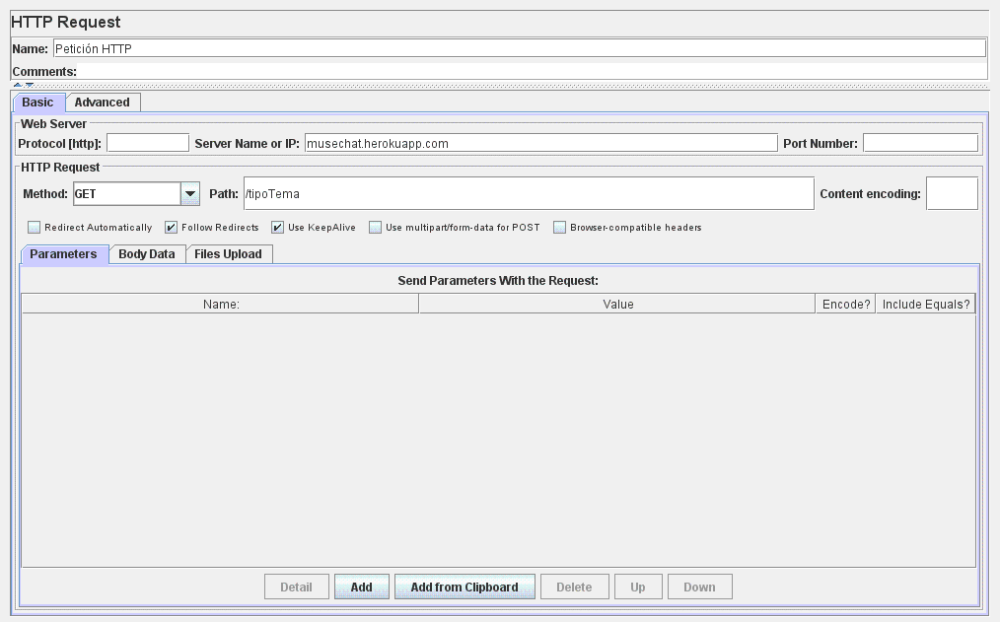 HTTP Request
Name: Petición HTTP
Comments:
Basic Advanced
Web Server
Protocol [http]: Server Name or IP: musechat.herokuapp.com Port Number:
HTTP Request
Method: GET Path: /tipoTema Content encoding:
Redirect Automatically Follow Redirects Use KeepAlive Use multipart/form-data for POST Browser-compatible headers
Parameters Body Data Files Upload
Send Parameters With the Request:
Name: Value Encode? Include Equals?
Detail Add Add from Clipboard Delete Up Down